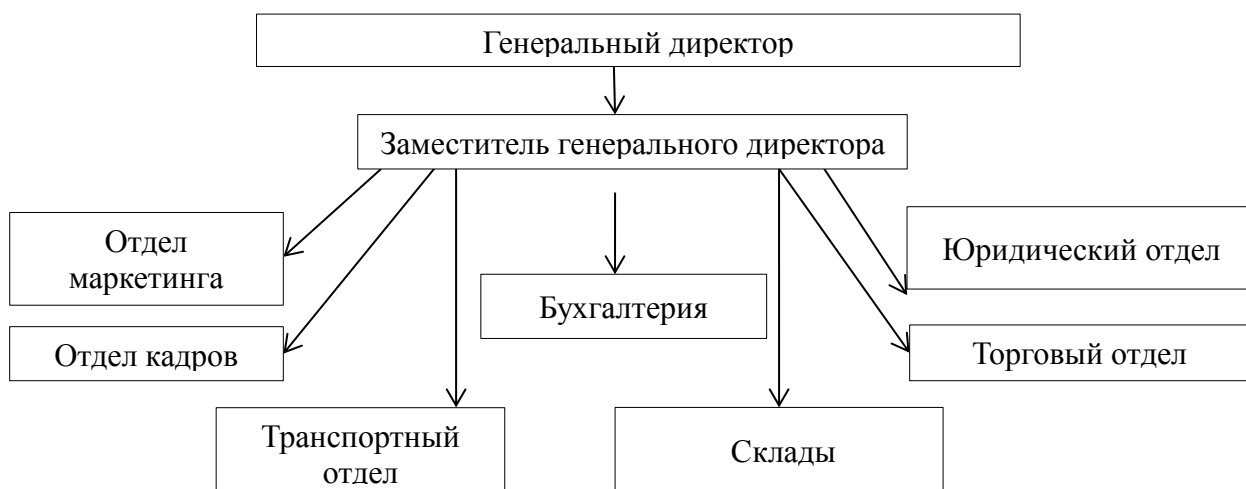 Генеральный директор
Заместитель генерального директора
Отдел
маркетинга
Юридический отдел
Бухгалтерия
Отдел кадров
Торговый отдел
Транспортный
отдел
Склады